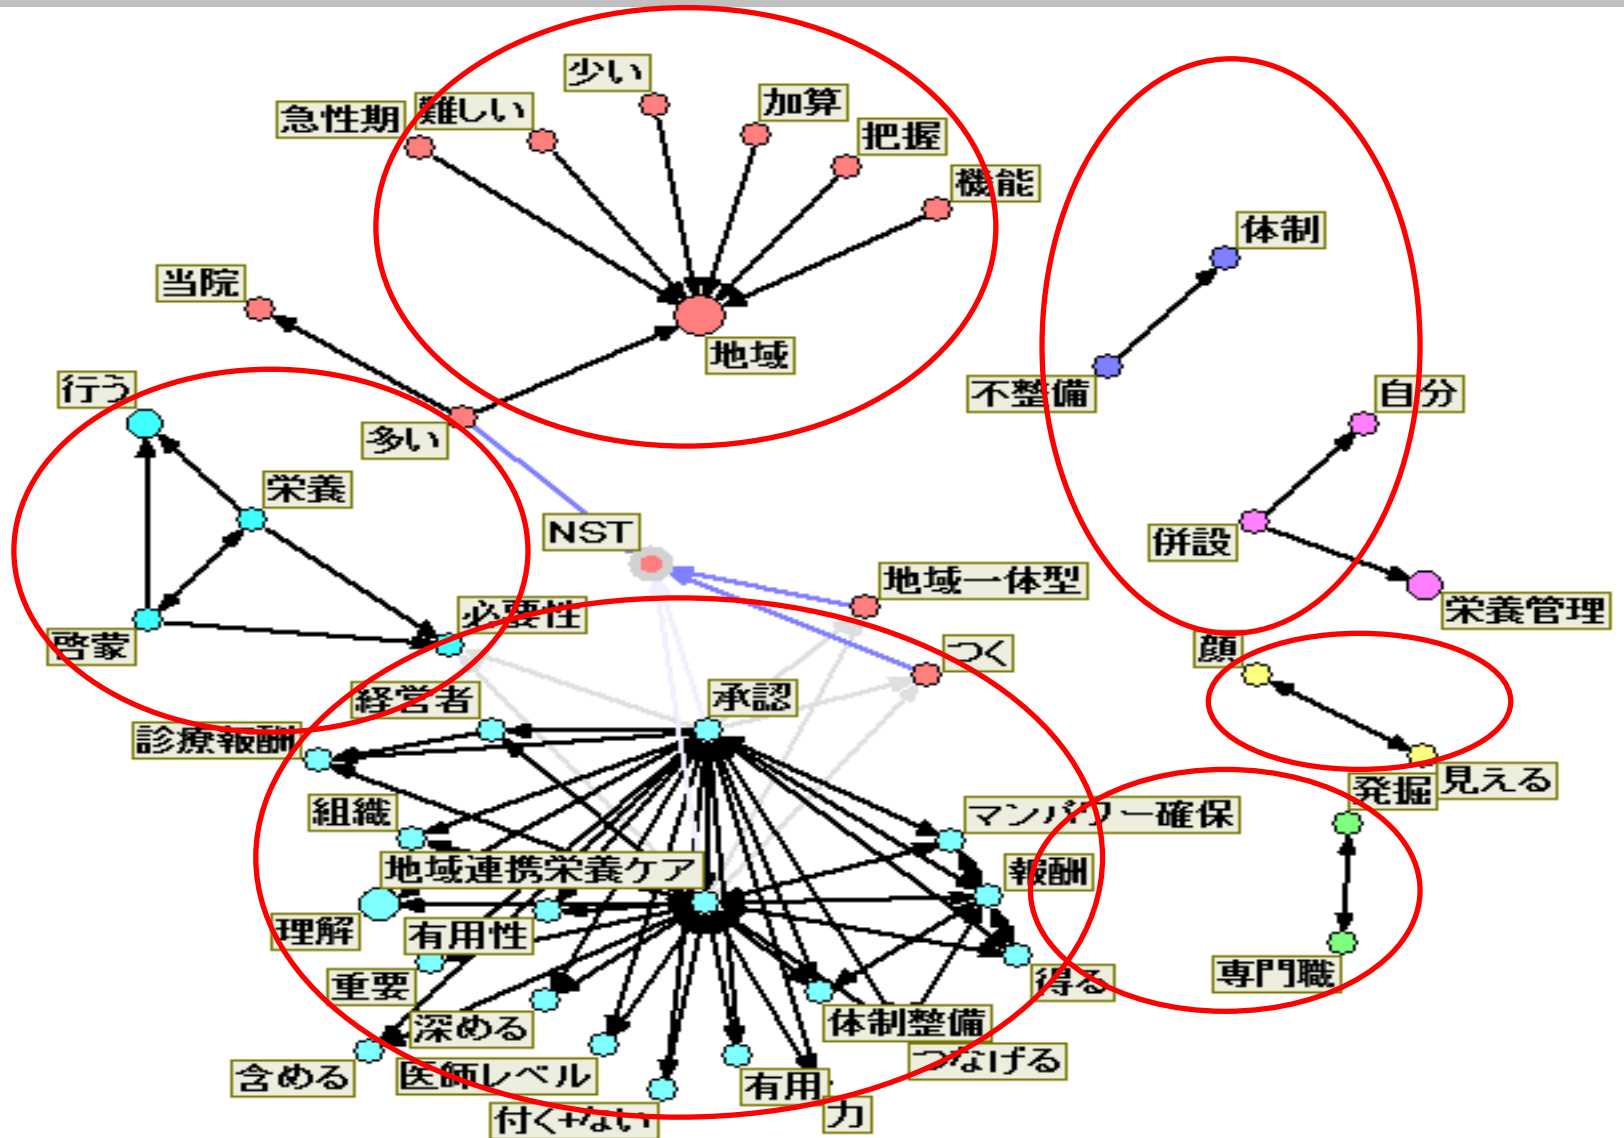 少い
加算
急性期
難しい
把握
機能
体制
当院
地域
行う
不整備
自分
多い
栄養
NST
併設
地域一体型
栄養管理
必要性
啓蒙
つく
顔
経営者
承認
診療報酬
見える
発掘
組織
マンパワー確保
地域連携栄養ケア
報酬
理解
有用性
専門職
重要
得る
深める
体制整備
つなげる
含める
医師レベル
有用
付く+ない
力